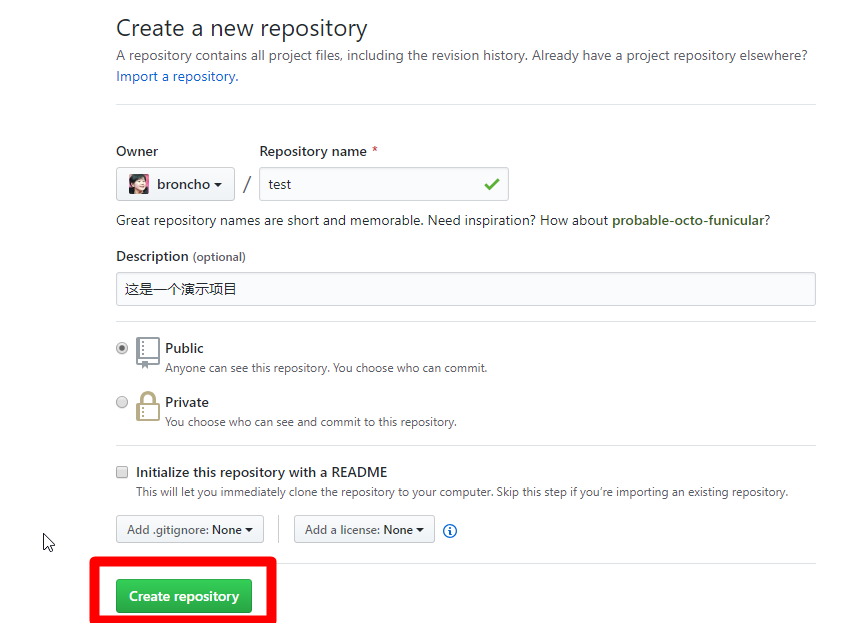 Create a new repository
A repository contains all project files, including the revision history. Already have a project repository elsewhere?
Import a repository.
Owner
Repository name *
broncho
/
test
Great repository names are short and memorable. Need inspiration? How about probable-octo-funicular?
Description (optional)
这是一个演示项目
Public
Anyone can see this repository. You choose who can commit.
Private
You choose who can see and commit to this repository.
Initialize this repository with a README
This will let you immediately clone the repository to your computer. Skip this step if you’re importing an existing repository.
Add .gitignore: None
Add a license: None
Create repository